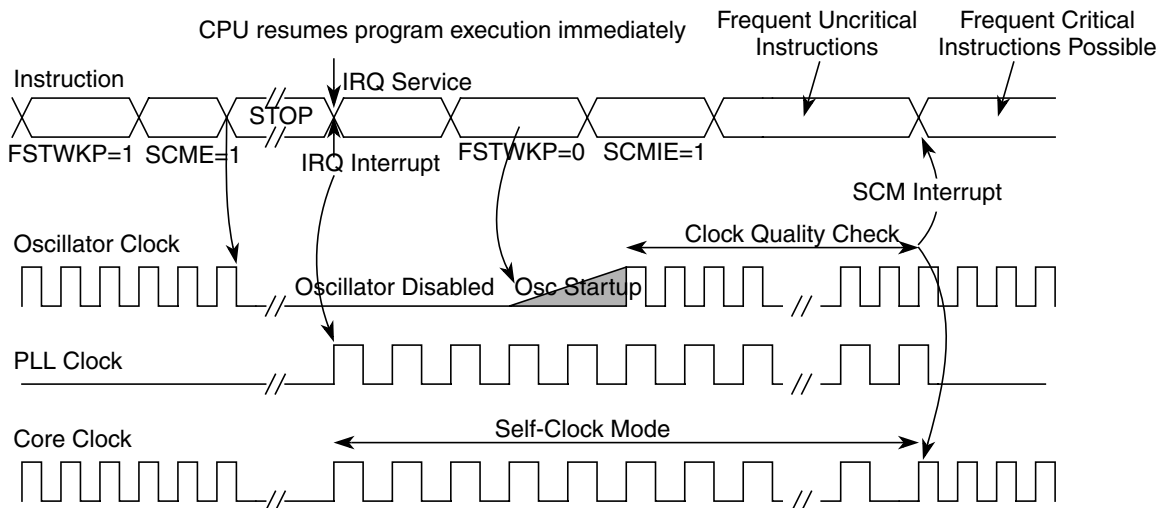 CPU resumes program execution immediately
Frequent Uncritical
Instructions
Frequent Critical
Instructions Possible
Instruction
IRQ Service
STOP
FSTWKP=1
SCME=1
IRQ Interrupt
FSTWKP=0
SCMIE=1
SCM Interrupt
Oscillator Clock
Clock Quality Check
Oscillator Disabled
Osc Startup
PLL Clock
Core Clock
Self-Clock Mode